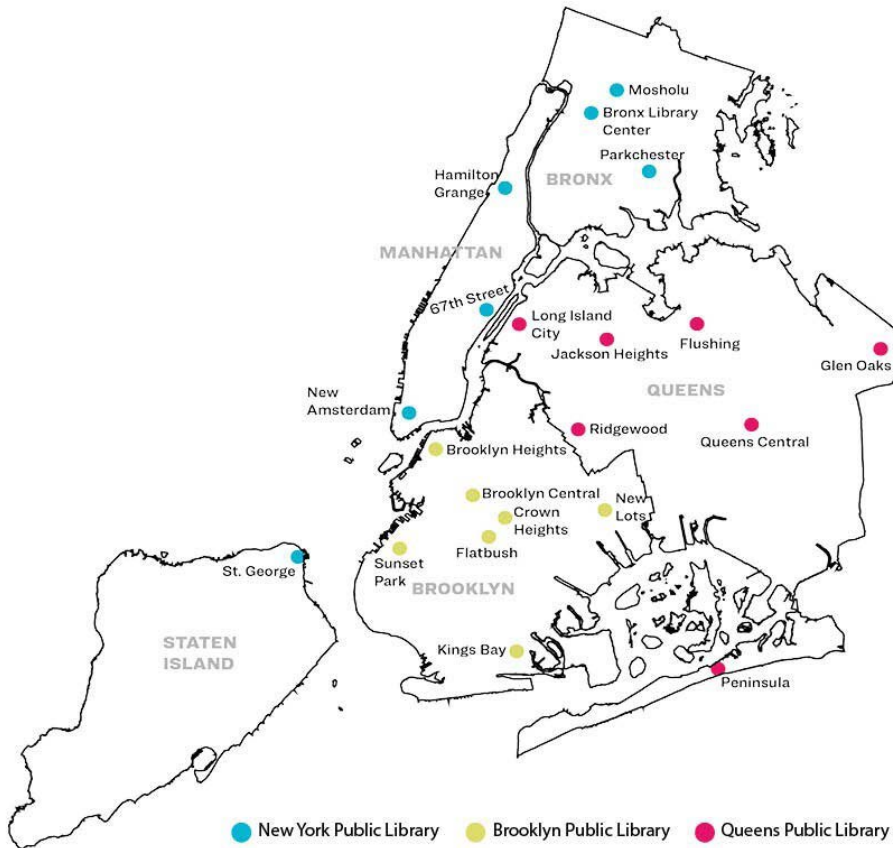 Mosholu
Bronx Library
Center
Parkchester
BRONX
Hamilton
Grange
MANHATTAN
67th Street
Long Island
City
Jackson Heights
Flushing
Glen Oaks
QUEENS
New
Amsterdam
Ridgewood
Queens Central
Brooklyn Heights
Brooklyn Central
Crown
Heights
New
Lots
Flatbush
Sunset
Park
BROOKLYN
St. George
STATEN
ISLAND
Kings Bay
Peninsula
New York Public Library
Brooklyn Public Library
Queens Public Library